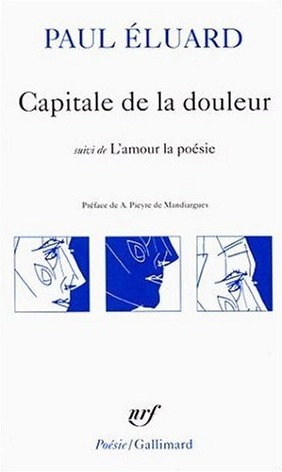 PAUL ÉLUARD
Capitale de la douleur
suivi de L'amour la poésie
Préface de A. Pieyre de Mandiargues
nrf
Poésie / Gallimard